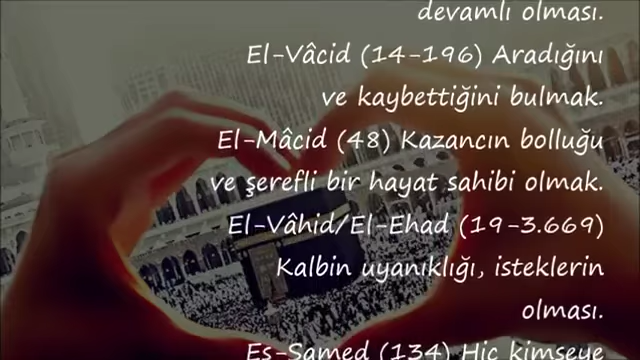 devamlı olması.
El-Vâcid (14-196) Aradığını
ve kaybettiğini bulmak.
El-Mâcid (48) Kazancın bolluğu
ve şerefli bir hayat sahibi olmak.
El-Vâhid/El-Ehad (19-3.669)
Kalbin uyanıklığı, isteklerin
olması.
Es-Samed (134) Hiç kimseye